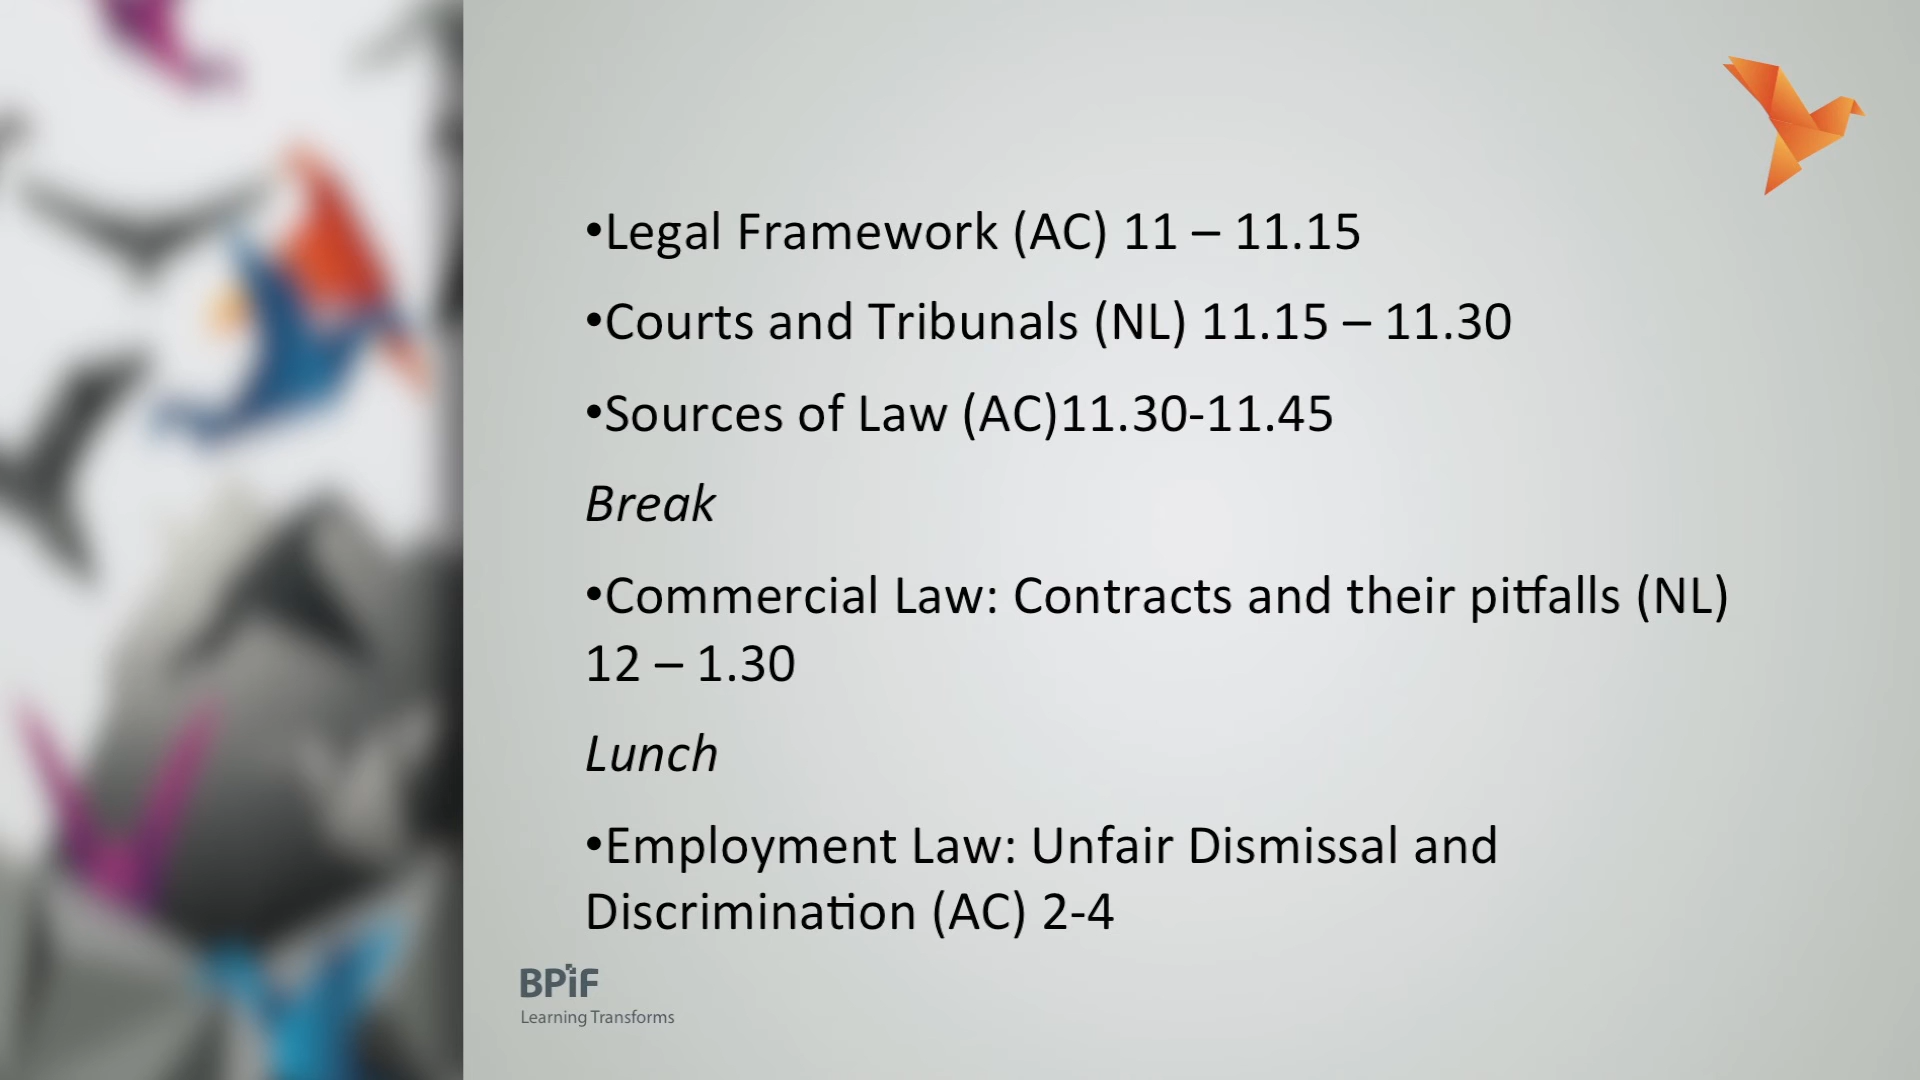 •Legal Framework (AC) 11 – 11.15
•Courts and Tribunals (NL) 11.15 – 11.30
•Sources of Law (AC)11.30-11.45
Break
•Commercial Law: Contracts and their pitfalls (NL)
12 – 1.30
Lunch
•Employment Law: Unfair Dismissal and
Discrimination (AC) 2-4
BPiF
Learning Transforms